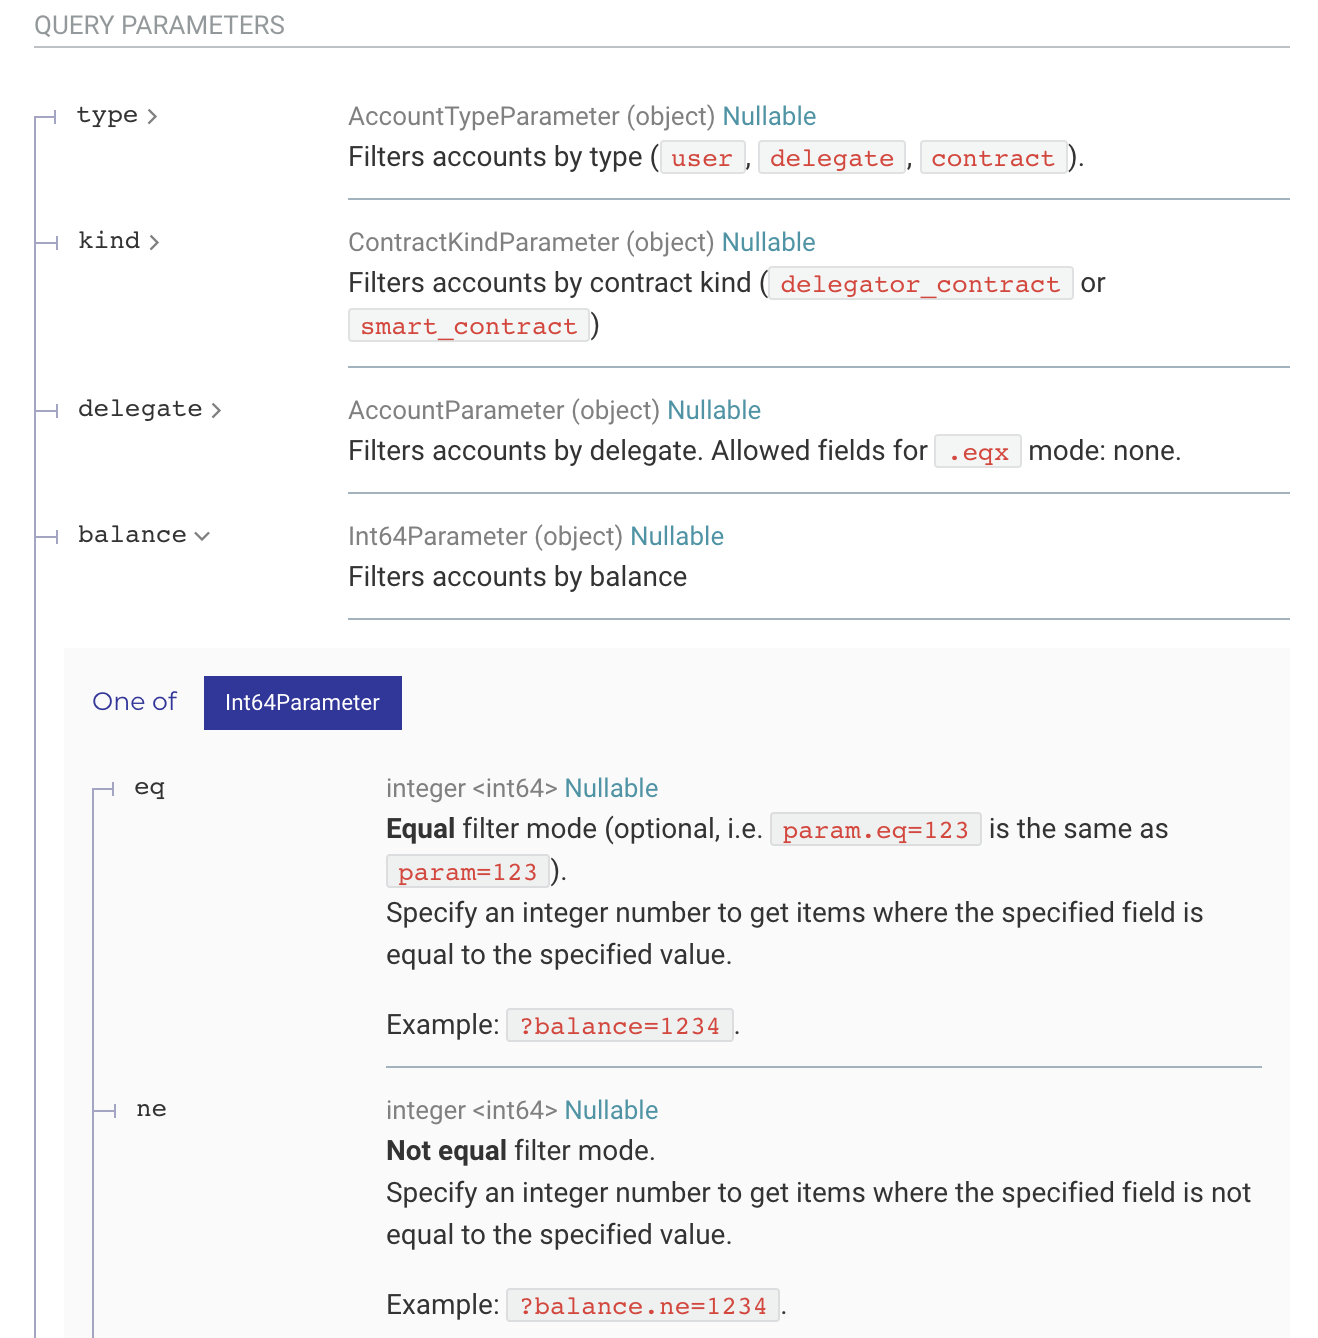 QUERY PARAMETERS
type
AccountTypeParameter (object) Nullable
Filters accounts by type ( user , delegate , contract ).
kind
ContractKindParameter (object) Nullable
Filters accounts by contract kind ( delegator_contract or
smart_contract )
delegate
AccountParameter (object) Nullable
Filters accounts by delegate. Allowed fields for .eqx mode: none.
balance
Int64Parameter (object) Nullable
Filters accounts by balance
One of Int64Parameter
eq
integer <int64> Nullable
Equal filter mode (optional, i.e. param.eq=123 is the same as
param=123 ).
Specify an integer number to get items where the specified field is
equal to the specified value.
Example: ?balance=1234 .
ne
integer <int64> Nullable
Not equal filter mode.
Specify an integer number to get items where the specified field is not
equal to the specified value.
Example: ?balance.ne=1234 .